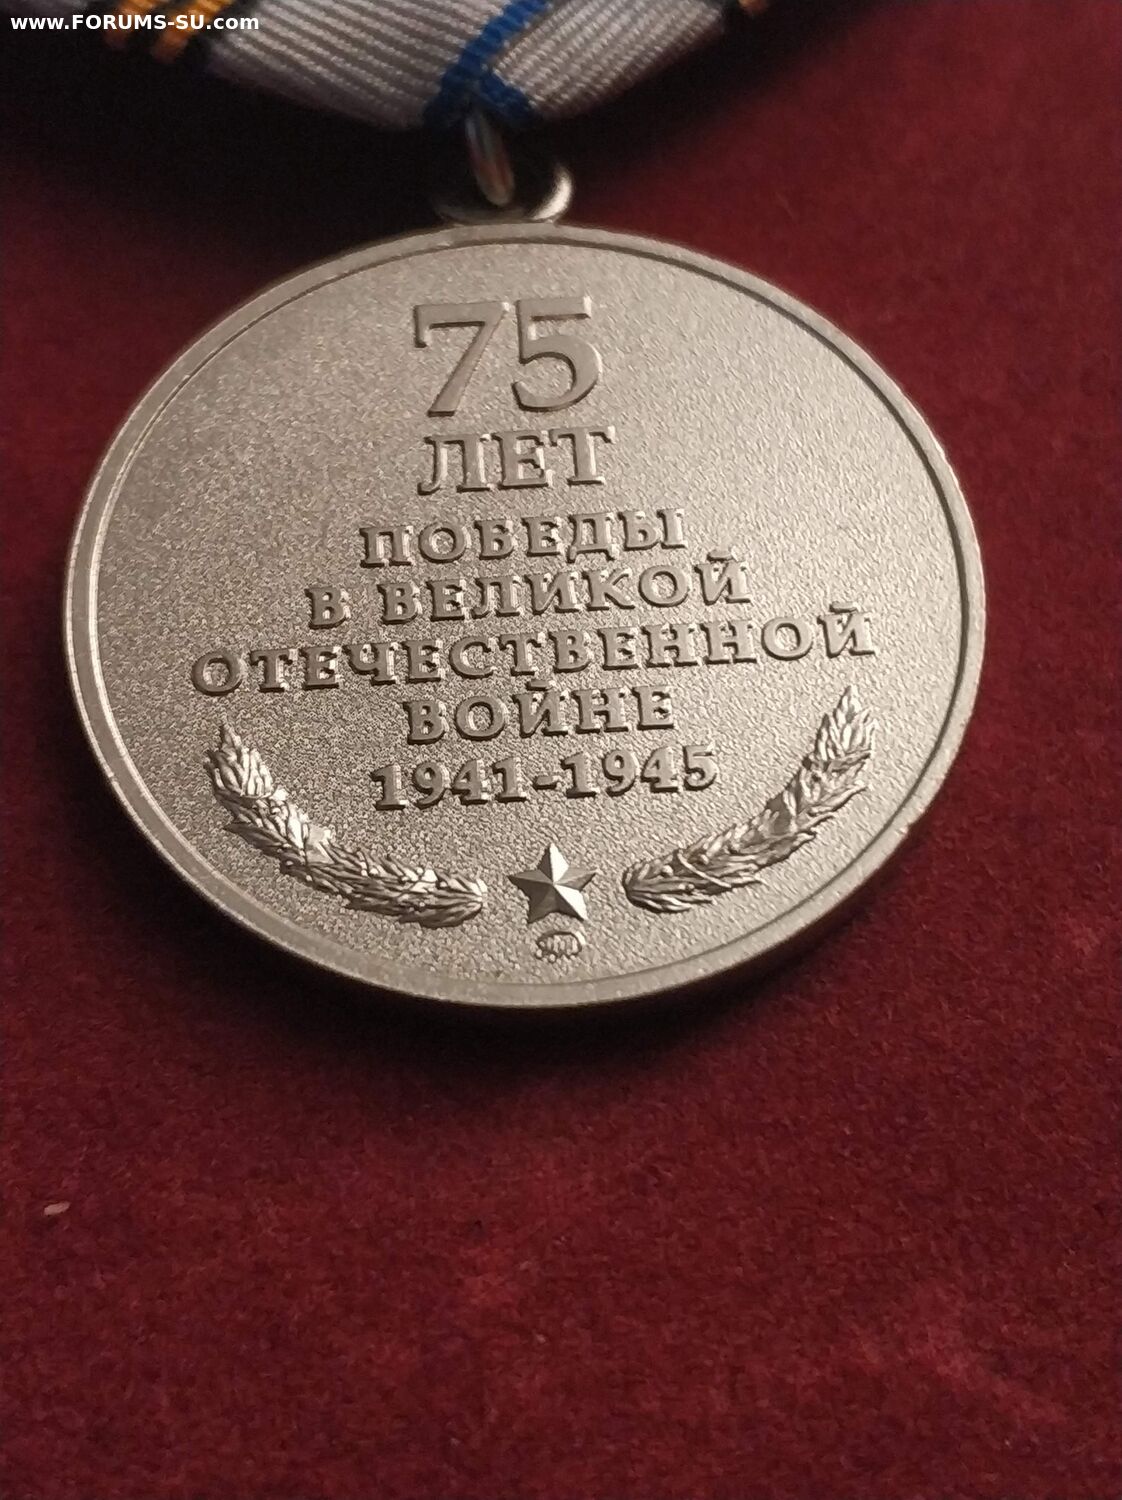 www.FORUMS-SU.com
75
ЛЕТ
ПОБЕДЫ
В ВЕЛИКОЙ
ОТЕЧЕСТВЕННОЙ
ВОЙНЕ
1941-1945